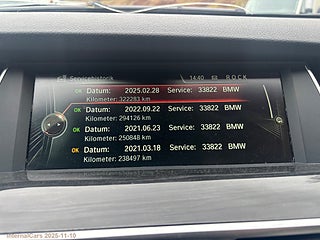 Servicehistorik 14:40 ROCK
OK Datum: 2025.02.28 Service: 33822 BMW
Kilometer: 322283 km
OK Datum: 2022.09.22 Service: 33822 BMW
Kilometer: 294126 km
OK Datum: 2021.06.23 Service: 33822 BMW
Kilometer: 250848 km
OK Datum: 2021.03.18 Service: 33822 BMW
Kilometer: 238497 km
InternalCars 2025-11-10